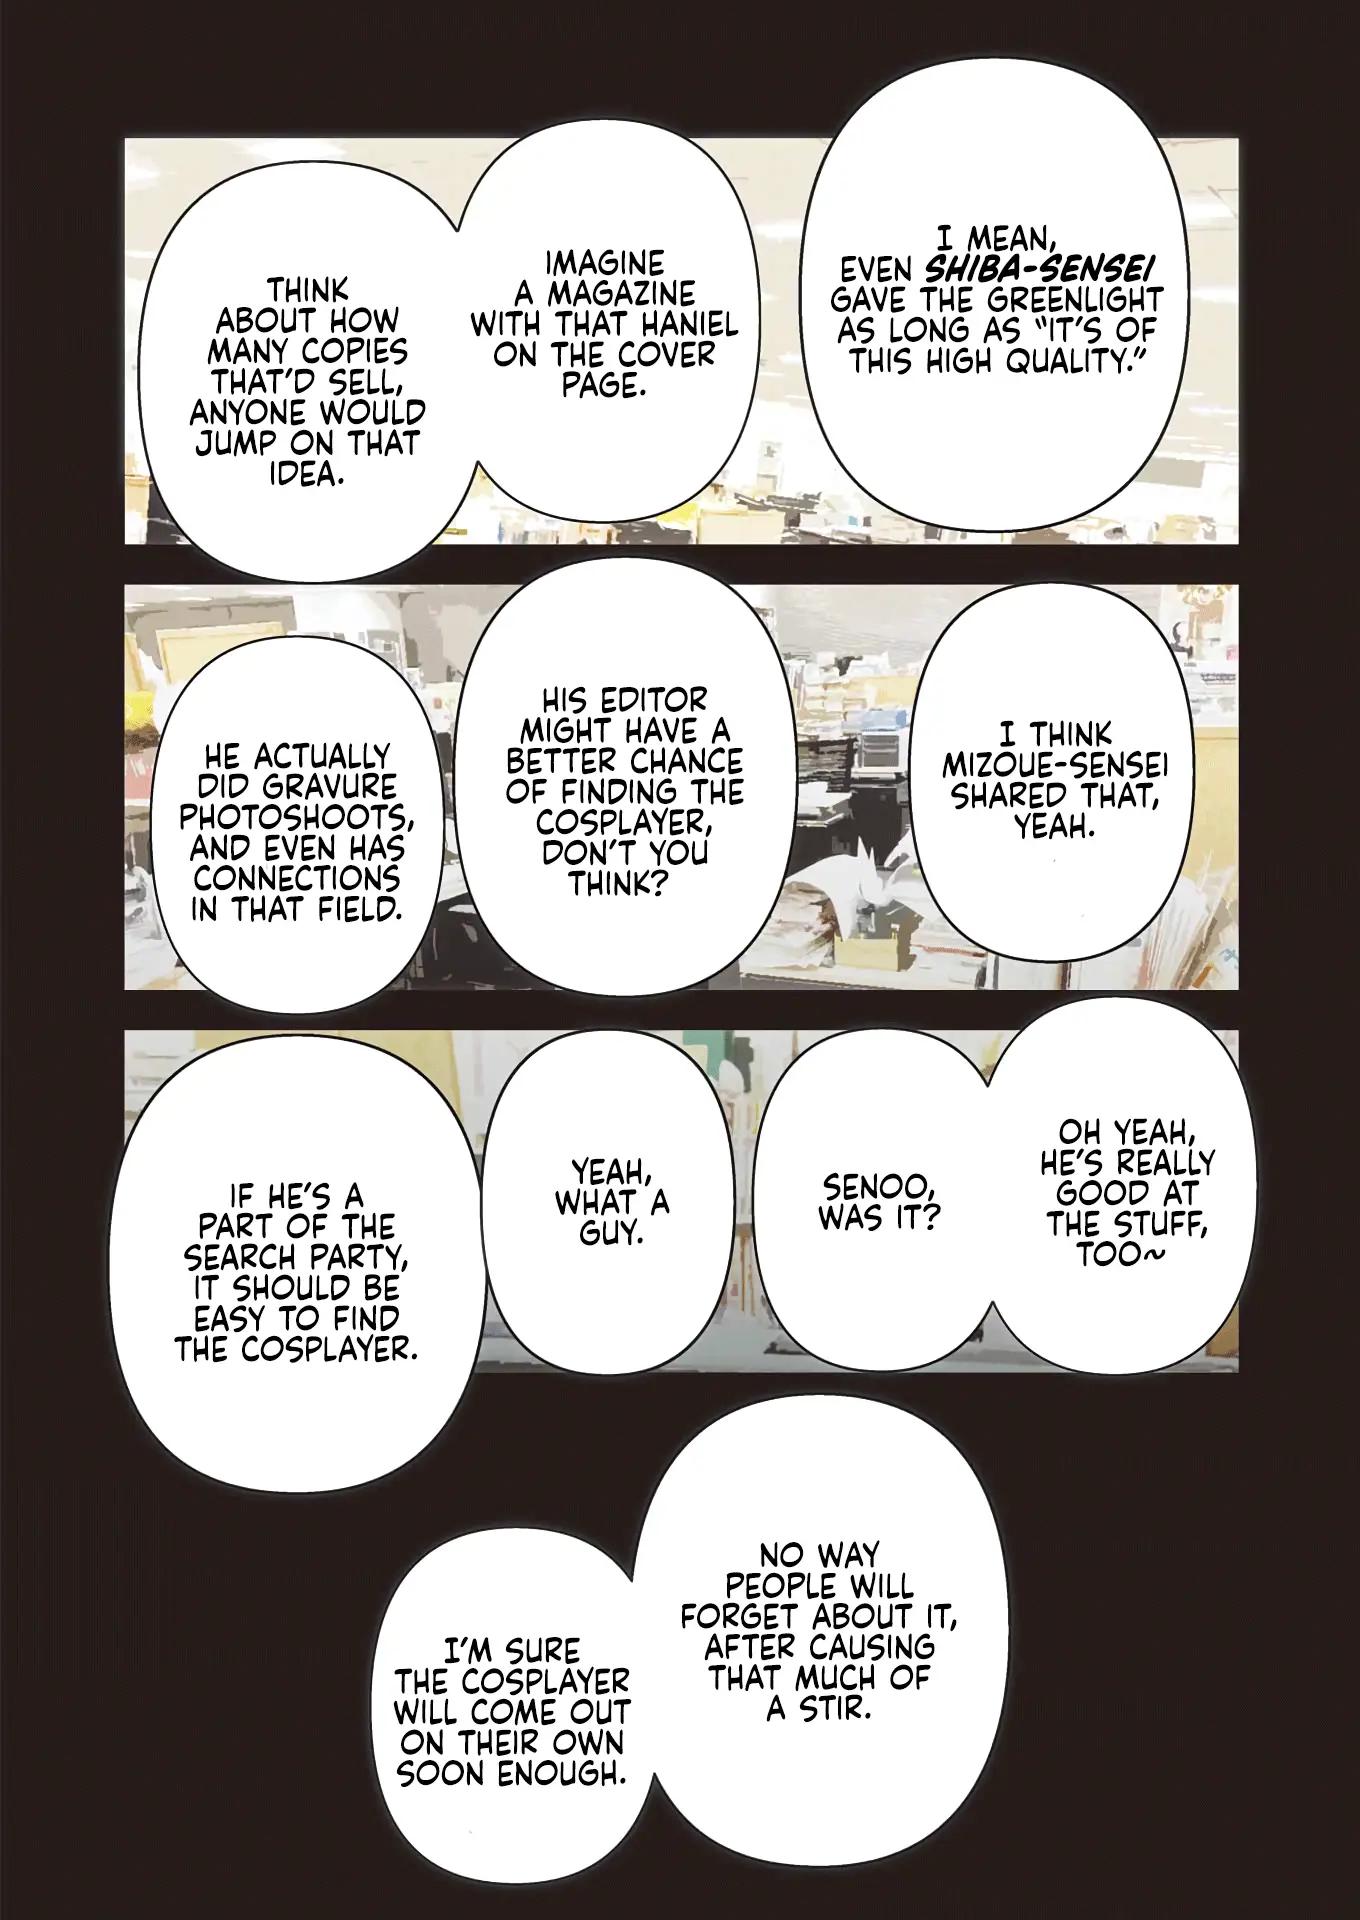 I MEAN,
EVEN SHIBA-SENSEI
GAVE THE GREENLIGHT
AS LONG AS “IT’S OF
THIS HIGH QUALITY.”
IMAGINE
A MAGAZINE
WITH THAT HANIEL
ON THE COVER
PAGE.
THINK
ABOUT HOW
MANY COPIES
THAT’D SELL,
ANYONE WOULD
JUMP ON THAT
IDEA.
I THINK
MIZOUE-SENSEI
SHARED THAT,
YEAH.
HIS EDITOR
MIGHT HAVE A
BETTER CHANCE
OF FINDING THE
COSPLAYER,
DON’T YOU
THINK?
HE ACTUALLY
DID GRAVURE
PHOTOSHOOTS,
AND EVEN HAS
CONNECTIONS
IN THAT FIELD.
OH YEAH,
HE’S REALLY
GOOD AT
THE STUFF,
TOO~
SENOO,
WAS IT?
YEAH,
WHAT A
GUY.
IF HE’S A
PART OF THE
SEARCH PARTY,
IT SHOULD BE
EASY TO FIND
THE COSPLAYER.
NO WAY
PEOPLE WILL
FORGET ABOUT IT,
AFTER CAUSING
THAT MUCH OF
A STIR.
I’M SURE
THE COSPLAYER
WILL COME OUT
ON THEIR OWN
SOON ENOUGH.